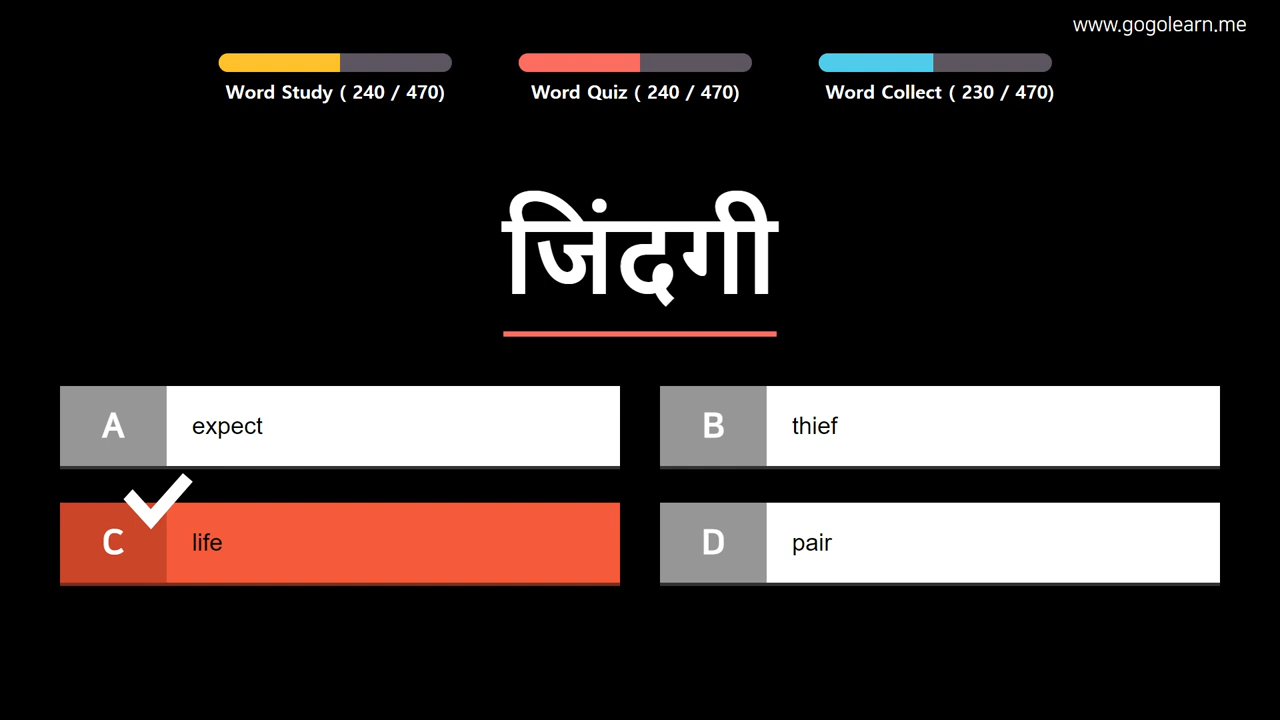 www.gogolearn.me
Word Study ( 240 / 470)
Word Quiz ( 240 / 470)
Word Collect ( 230 / 470)
जिंदगी
A expect
B thief
C life
D pair